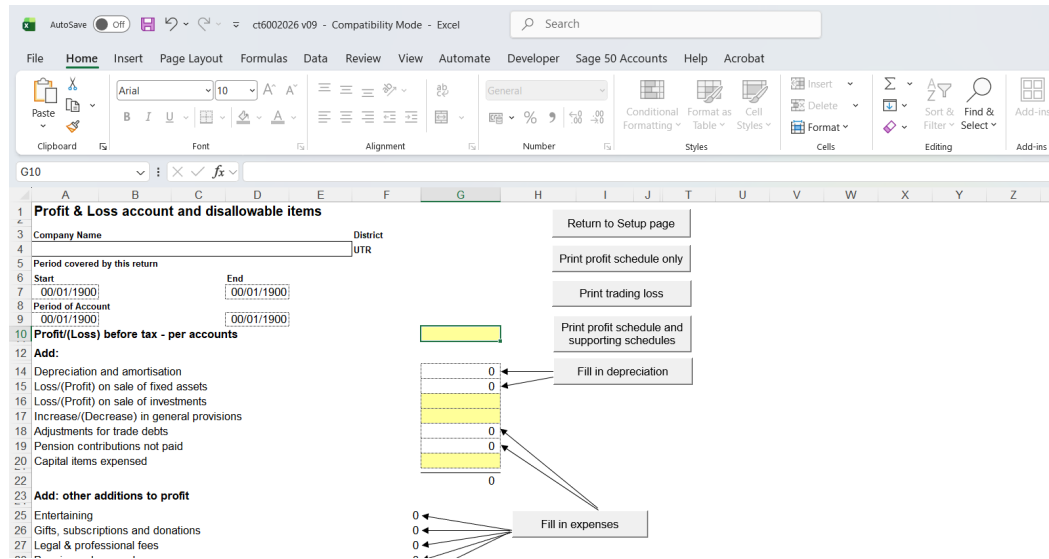 AutoSave Off ct6002026 v09 - Compatibility Mode - Excel Search
File Home Insert Page Layout Formulas Data Review View Automate Developer Sage 50 Accounts Help Acrobat
Paste Arial 10 A^ A˅ B I U A ab General % Conditional Formatting Format as Table Cell Styles Insert Delete Format Σ Sort & Filter Find & Select Add-ins
Clipboard Font Alignment Number Styles Cells Editing Add-ins
G10 fx
A B C D E F G H I J T U V W X Y Z
1 Profit & Loss account and disallowable items
Return to Setup page
3 Company Name District
4 UTR
5 Period covered by this return
Print profit schedule only
6 Start End
7 00/01/1900 00/01/1900
Print trading loss
8 Period of Account
9 00/01/1900 00/01/1900
10 Profit/(Loss) before tax - per accounts
Print profit schedule and supporting schedules
12 Add:
14 Depreciation and amortisation 0
Fill in depreciation
15 Loss/(Profit) on sale of fixed assets 0
16 Loss/(Profit) on sale of investments
17 Increase/(Decrease) in general provisions
18 Adjustments for trade debts 0
19 Pension contributions not paid 0
20 Capital items expensed
22 0
23 Add: other additions to profit
25 Entertaining 0
Fill in expenses
26 Gifts, subscriptions and donations 0
27 Legal & professional fees 0